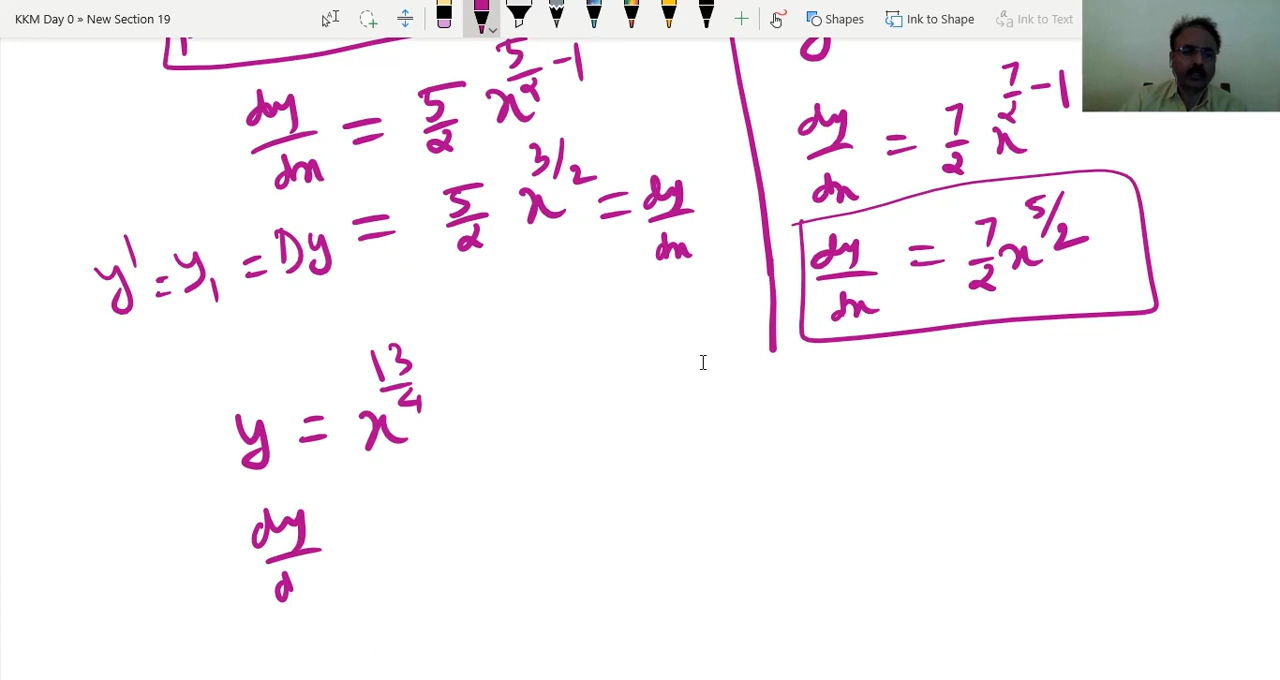 KKM Day 0 » New Section 19
Shapes
Ink to Shape
Ink to Text
dy/dx = 5/2 x^(5/2 - 1)
y' = y₁ = Dy = 5/2 x^(3/2) = dy/dx
y = x^(13/4)
dy/d
dy/dx = 7/2 x^(7/2 - 1)
dy/dx = 7/2 x^(5/2)